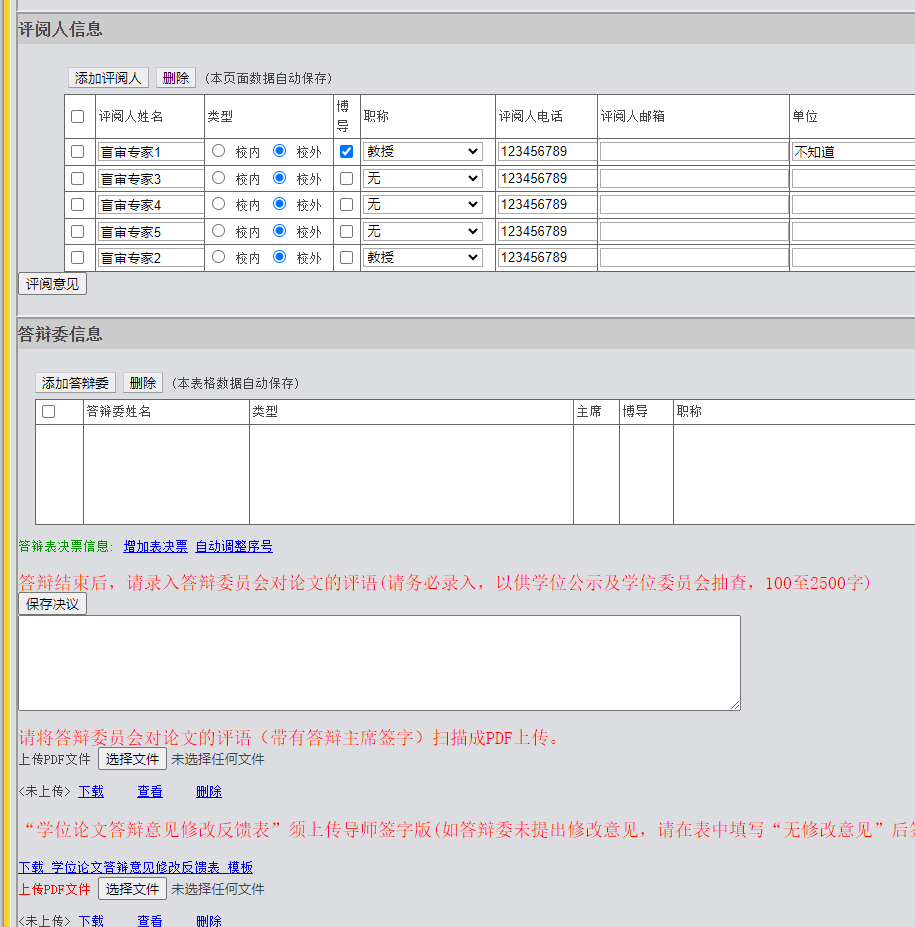 评阅人信息
添加评阅人 删除 (本页面数据自动保存)
评阅人姓名 类型 博导 职称 评阅人电话 评阅人邮箱 单位
盲审专家1 校内 校外 教授 123456789 不知道
盲审专家3 校内 校外 无 123456789
盲审专家4 校内 校外 无 123456789
盲审专家5 校内 校外 无 123456789
盲审专家2 校内 校外 教授 123456789
评阅意见
答辩委信息
添加答辩委 删除 (本表格数据自动保存)
答辩委姓名 类型 主席 博导 职称
答辩表决票信息: 增加表决票 自动调整序号
答辩结束后，请录入答辩委员会对论文的评语(请务必录入，以供学位公示及学位委员会抽查，100至2500字)
保存决议
请将答辩委员会对论文的评语（带有答辩主席签字）扫描成PDF上传。
上传PDF文件 选择文件 未选择任何文件
<未上传> 下载 查看 删除
“学位论文答辩意见修改反馈表”须上传导师签字版(如答辩委未提出修改意见，请在表中填写“无修改意见”后
下载 学位论文答辩意见修改反馈表 模板
上传PDF文件 选择文件 未选择任何文件
<未上传> 下载 查看 删除